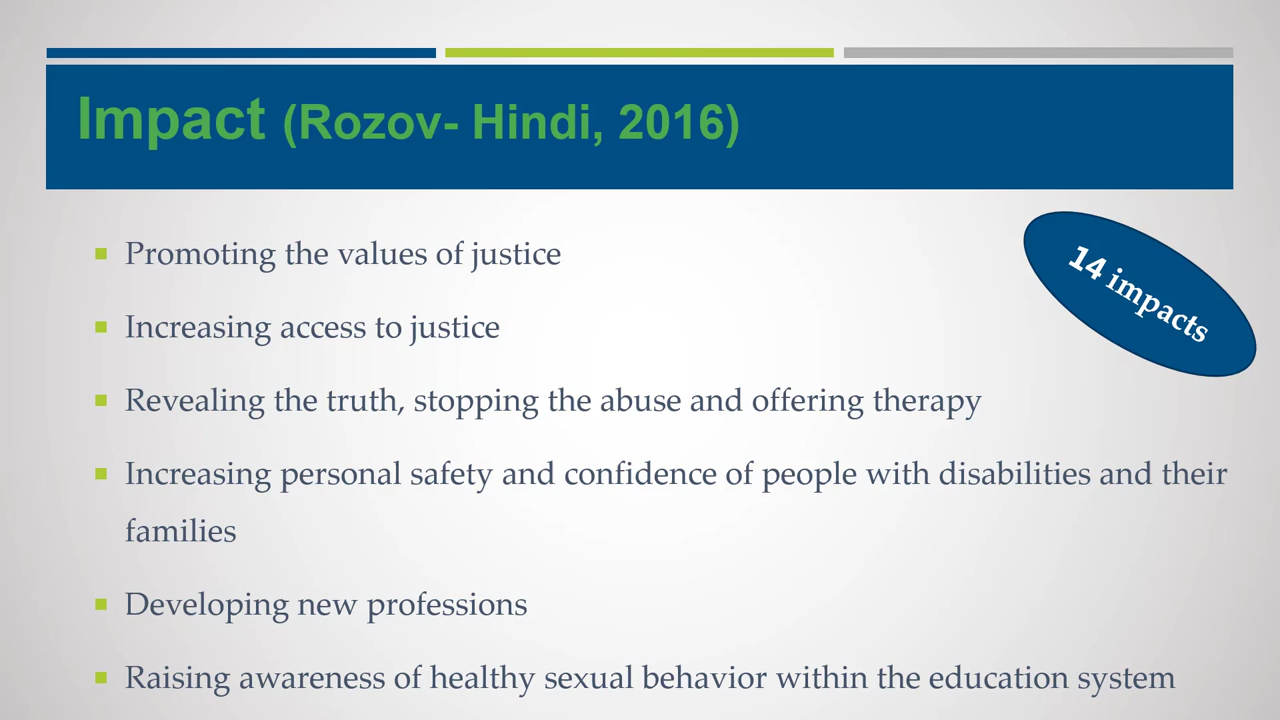 Impact (Rozov- Hindi, 2016)
14 impacts
Promoting the values of justice
Increasing access to justice
Revealing the truth, stopping the abuse and offering therapy
Increasing personal safety and confidence of people with disabilities and their
families
Developing new professions
Raising awareness of healthy sexual behavior within the education system